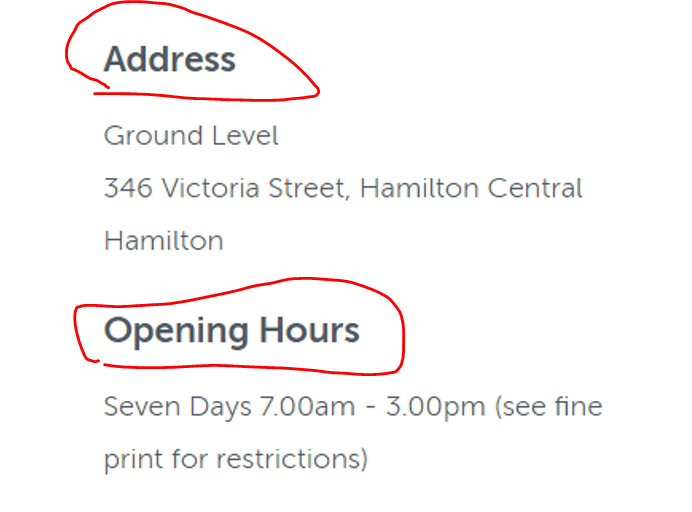 Address
Ground Level
346 Victoria Street, Hamilton Central
Hamilton
Opening Hours
Seven Days 7.00am - 3.00pm (see fine
print for restrictions)